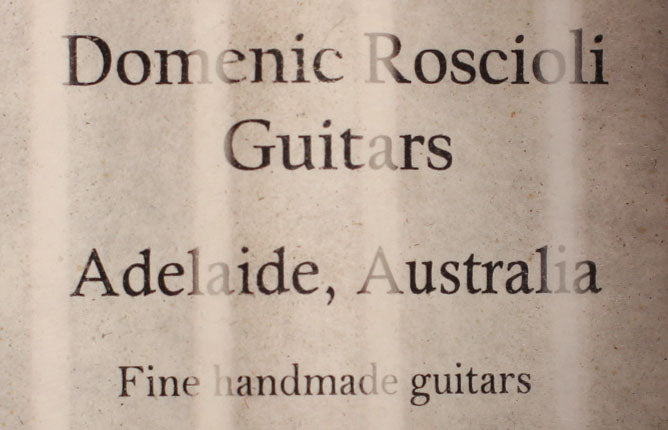 Domenic Roscioli
Guitars
Adelaide, Australia
Fine handmade guitars